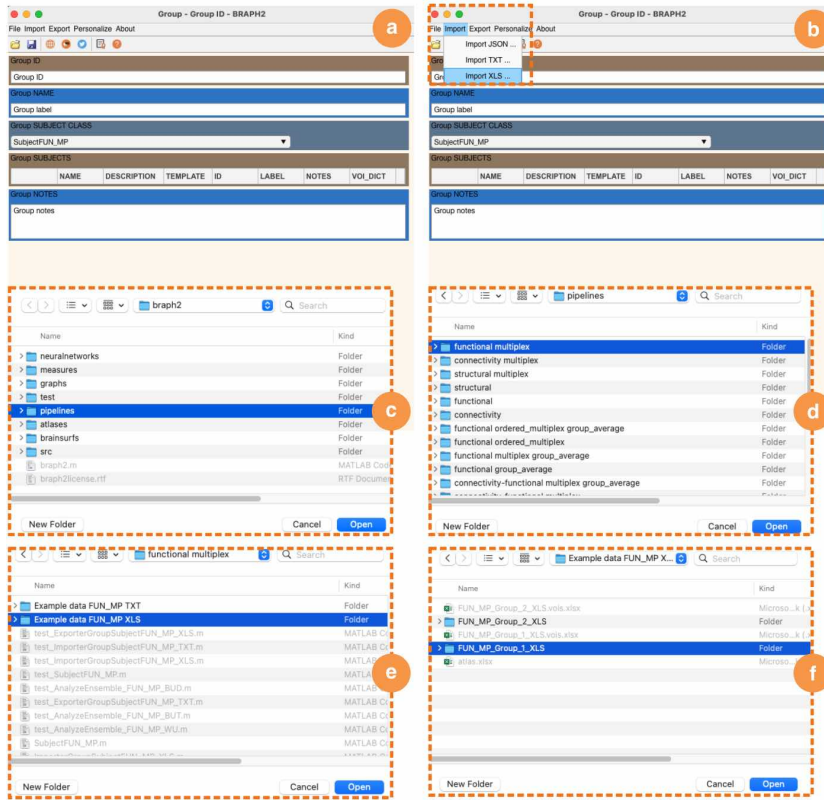 Group - Group ID - BRAPH2
File Import Export Personalize About
a
Group ID
Group ID
Group NAME
Group label
Group SUBJECT CLASS
SubjectFUN_MP
Group SUBJECTS
NAME DESCRIPTION TEMPLATE ID LABEL NOTES VOI_DICT
Group NOTES
Group notes
Group - Group ID - BRAPH2
File Import Export Personalize About
b
Import JSON ...
Import TXT ...
Import XLS ...
Group NAME
Group label
Group SUBJECT CLASS
SubjectFUN_MP
Group SUBJECTS
NAME DESCRIPTION TEMPLATE ID LABEL NOTES VOI_DICT
Group NOTES
Group notes
braph2 Search
Name Kind
neuralnetworks Folder
measures Folder
graphs Folder
test Folder
pipelines Folder
c
atlases Folder
brainsurfs Folder
src Folder
braph2.m MATLAB Cod
braph2license.rtf RTF Documen
New Folder Cancel Open
pipelines Search
Name Kind
functional multiplex Folder
connectivity multiplex Folder
structural multiplex Folder
structural Folder
functional Folder
connectivity Folder
d
functional ordered_multiplex group_average Folder
functional ordered_multiplex Folder
functional multiplex group_average Folder
functional group_average Folder
connectivity-functional multiplex group_average Folder
New Folder Cancel Open
functional multiplex Search
Name Kind
Example data FUN_MP TXT Folder
Example data FUN_MP XLS Folder
test_ExporterGroupSubjectFUN_MP_XLS.m MATLAB Co
test_ImporterGroupSubjectFUN_MP_TXT.m MATLAB Co
test_ImporterGroupSubjectFUN_MP_XLS.m MATLAB Co
test_SubjectFUN_MP.m MATLA
e
test_AnalyzeEnsemble_FUN_MP_BUD.m MATLA
test_ExporterGroupSubjectFUN_MP_TXT.m MATLAB Co
test_AnalyzeEnsemble_FUN_MP_BUT.m MATLAB Co
test_AnalyzeEnsemble_FUN_MP_WU.m MATLAB Co
SubjectFUN_MP.m MATLAB Co
New Folder Cancel Open
Example data FUN_MP X... Search
Name Kind
FUN_MP_Group_2_XLS.vois.xlsx Microso...k (.x
FUN_MP_Group_2_XLS Folder
FUN_MP_Group_1_XLS.vois.xlsx Microso...k (.x
FUN_MP_Group_1_XLS Folder
atlas.xlsx Microso...
f
New Folder Cancel Open